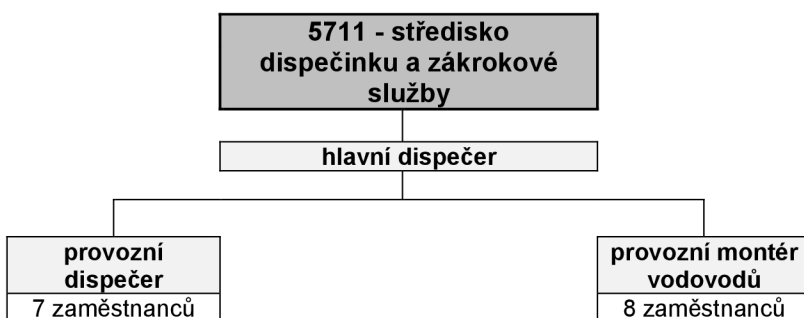 5711 - středisko
dispečinku a zákrokové
služby
hlavní dispečer
provozní
dispečer
7 zaměstnanců
provozní montér
vodovodů
8 zaměstnanců